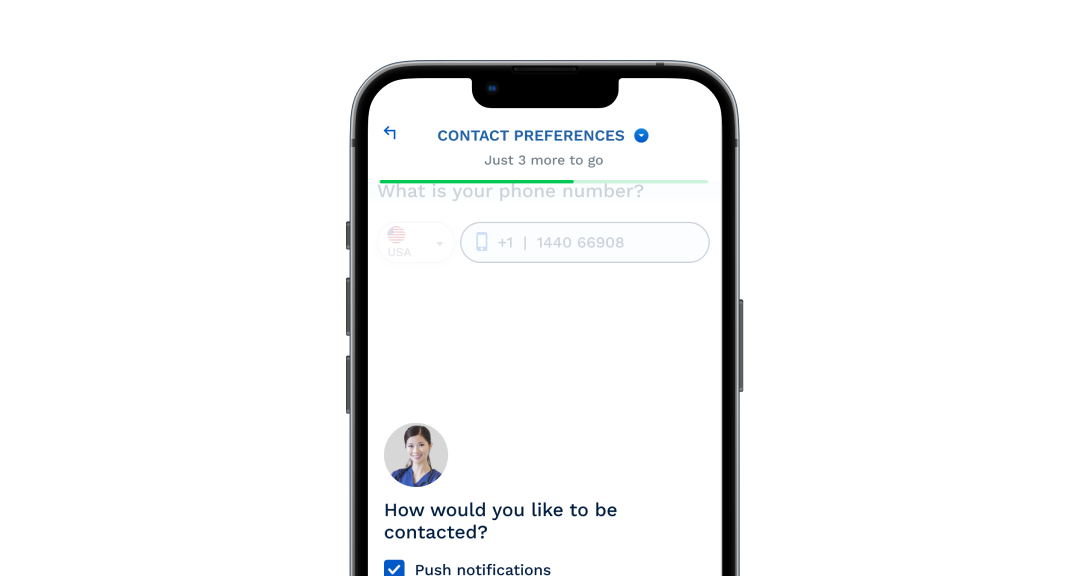 CONTACT PREFERENCES
Just 3 more to go
What is your phone number?
USA
+1 | 1440 66908
How would you like to be
contacted?
Push notifications